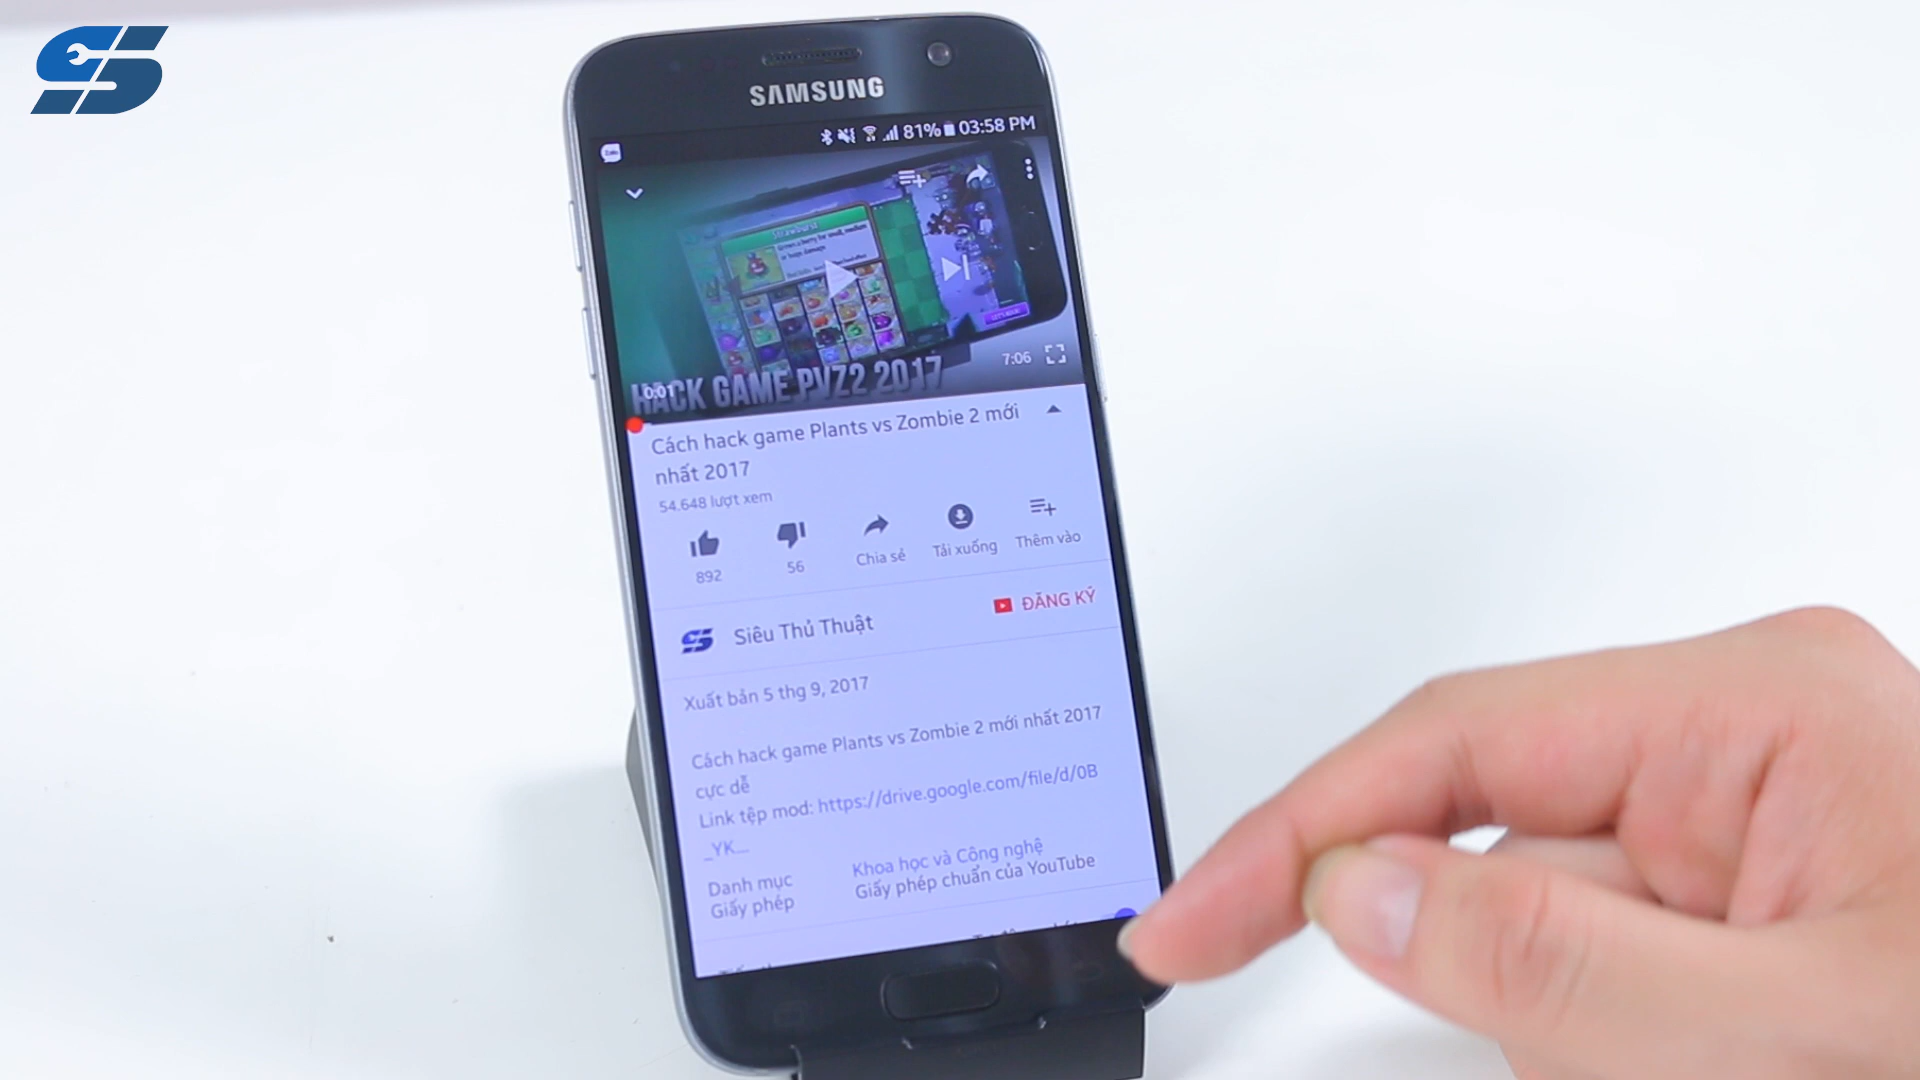 SAMSUNG
81% 03:58 PM
Zalo
Strawburst
7:06
0:01
HACK GAME PVZ2 2017
Cách hack game Plants vs Zombie 2 mới
nhất 2017
54.648 lượt xem
892
56
Chia sẻ
Tải xuống
Thêm vào
Siêu Thủ Thuật
ĐĂNG KÝ
Xuất bản 5 thg 9, 2017
Cách hack game Plants vs Zombie 2 mới nhất 2017
cực dễ
Link tệp mod: https://drive.google.com/file/d/0B
_YK...
Danh mục
Khoa học và Công nghệ
Giấy phép
Giấy phép chuẩn của YouTube